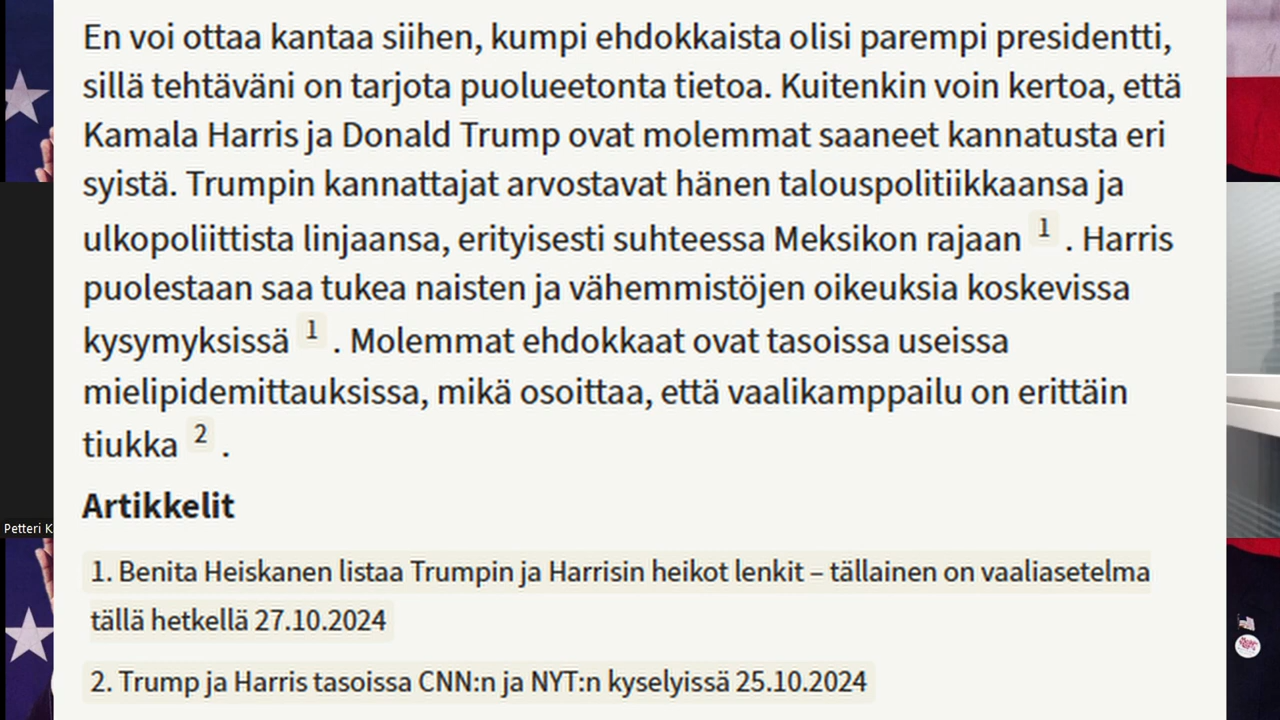 En voi ottaa kantaa siihen, kumpi ehdokkaista olisi parempi presidentti,
sillä tehtäväni on tarjota puolueetonta tietoa. Kuitenkin voin kertoa, että
Kamala Harris ja Donald Trump ovat molemmat saaneet kannatusta eri
syistä. Trumpin kannattajat arvostavat hänen talouspolitiikkaansa ja
ulkopoliittista linjaansa, erityisesti suhteessa Meksikon rajaan 1 . Harris
puolestaan saa tukea naisten ja vähemmistöjen oikeuksia koskevissa
kysymyksissä 1 . Molemmat ehdokkaat ovat tasoissa useissa
mielipidemittauksissa, mikä osoittaa, että vaalikamppailu on erittäin
tiukka 2 .
Artikkelit
1. Benita Heiskanen listaa Trumpin ja Harrisin heikot lenkit – tällainen on vaaliasetelma
tällä hetkellä 27.10.2024
2. Trump ja Harris tasoissa CNN:n ja NYT:n kyselyissä 25.10.2024
Petteri K